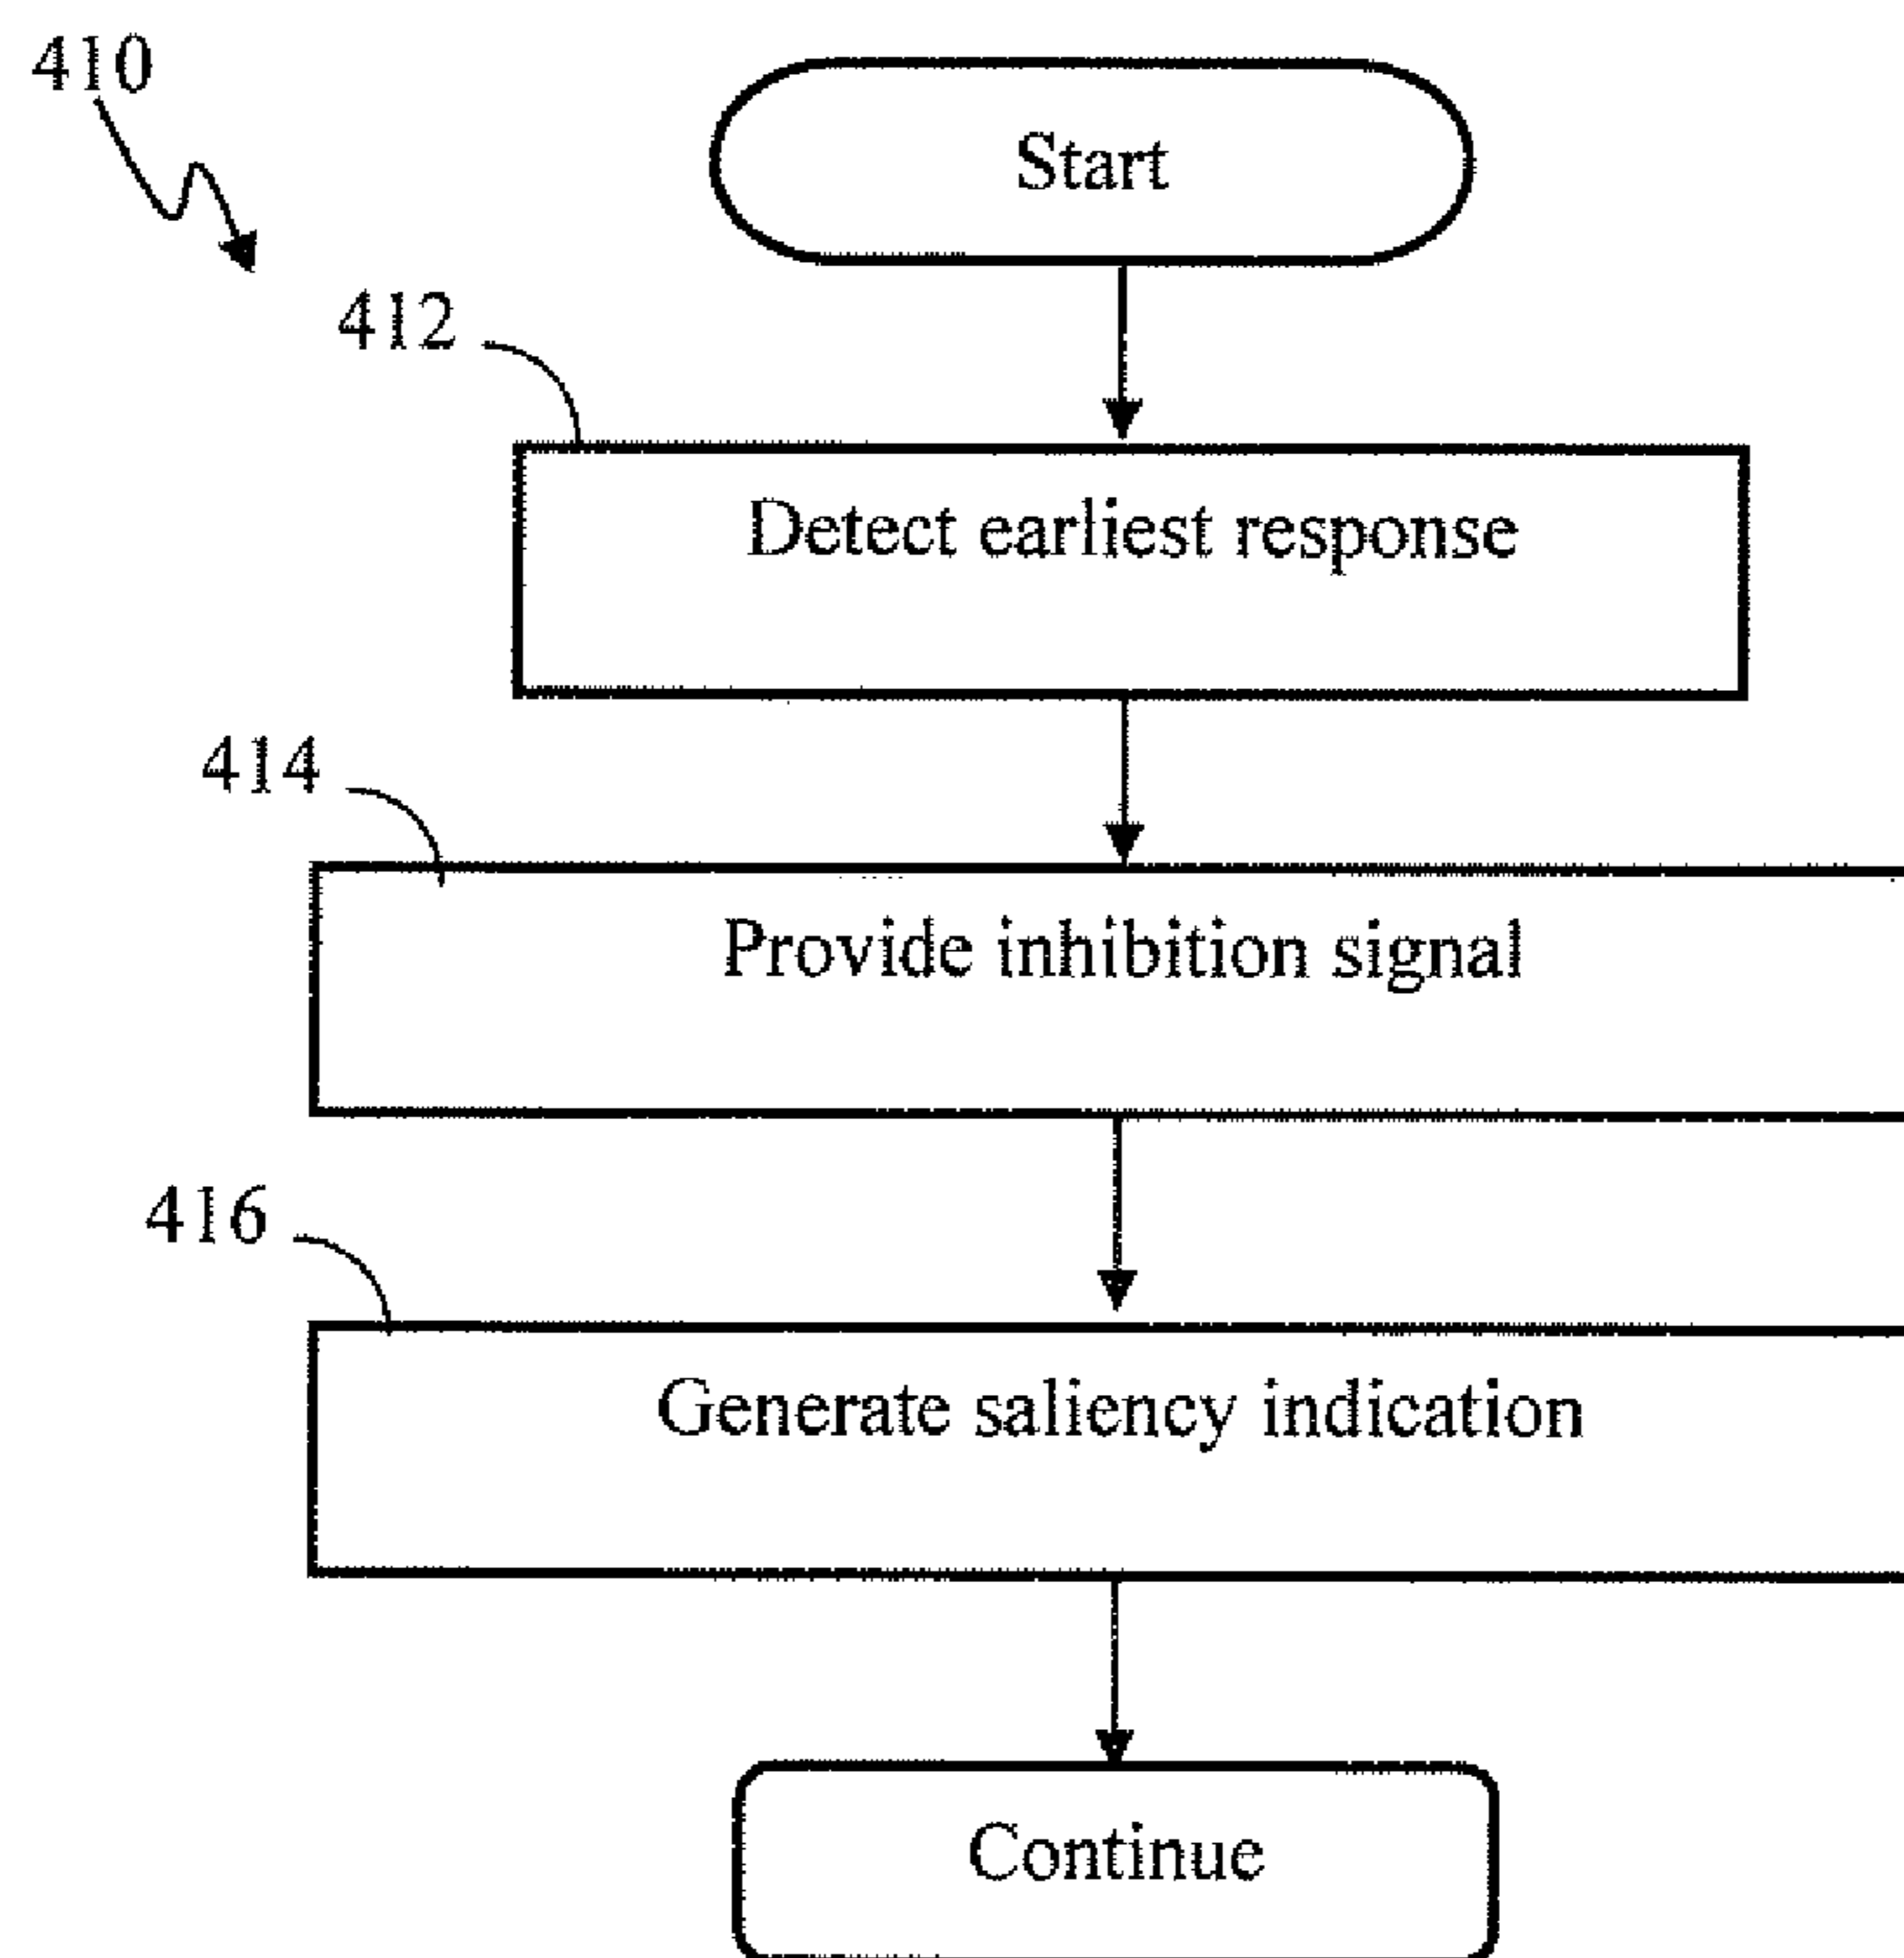 410
Start
412
Detect earliest response
414
Provide inhibition signal
416
Generate saliency indication
Continue